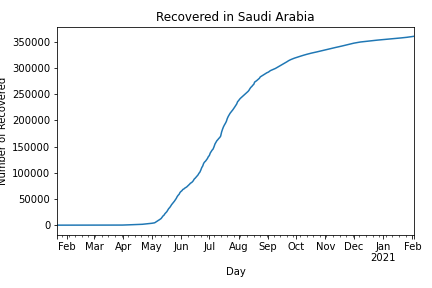 Recovered in Saudi Arabia
Number of Recovered
350000
300000
250000
200000
150000
100000
50000
0
Feb Mar Apr May Jun Jul Aug Sep Oct Nov Dec Jan Feb
2021
Day